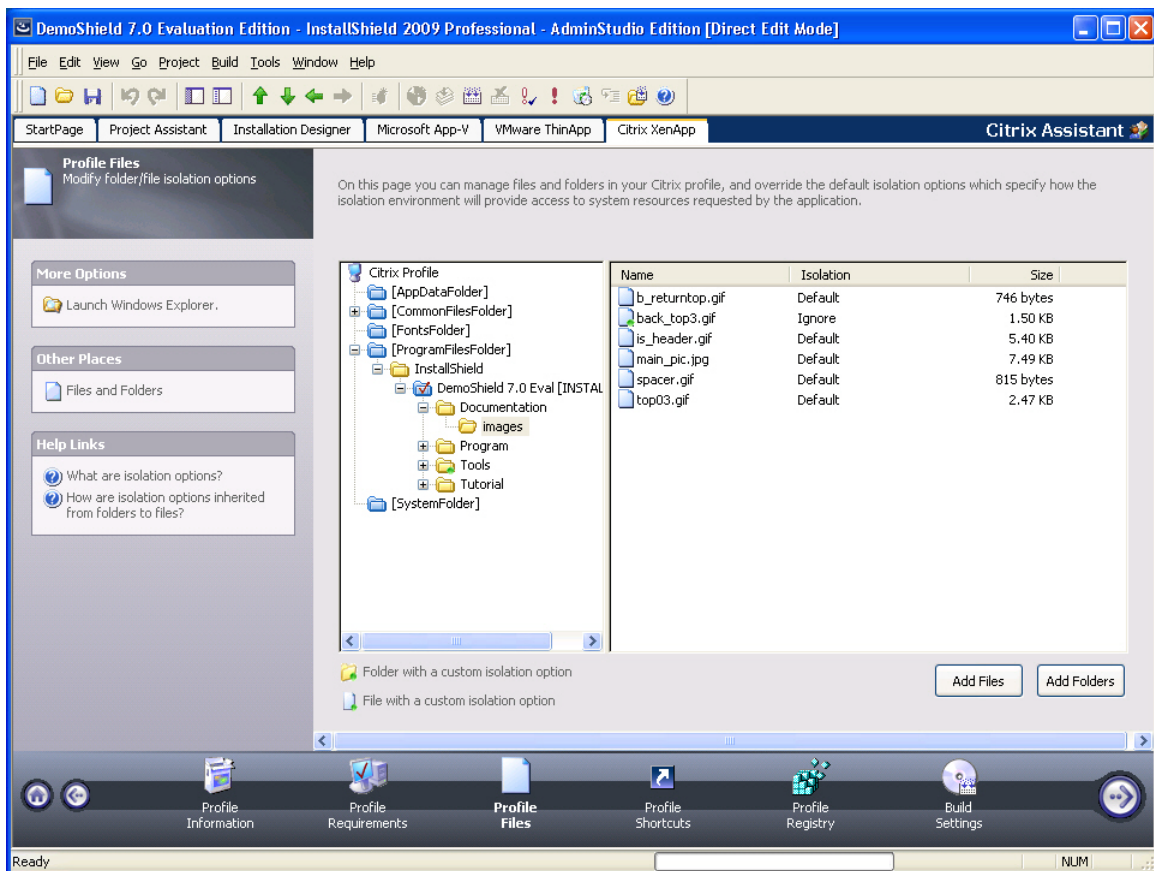 DemoShield 7.0 Evaluation Edition - InstallShield 2009 Professional - AdminStudio Edition [Direct Edit Mode]
File Edit View Go Project Build Tools Window Help
StartPage Project Assistant Installation Designer Microsoft App-V VMware ThinApp Citrix XenApp Citrix Assistant
Profile Files
Modify folder/file isolation options
On this page you can manage files and folders in your Citrix profile, and override the default isolation options which specify how the
isolation environment will provide access to system resources requested by the application.
More Options
Launch Windows Explorer.
Other Places
Files and Folders
Help Links
What are isolation options?
How are isolation options inherited
from folders to files?
Citrix Profile
[AppDataFolder]
[CommonFilesFolder]
[FontsFolder]
[ProgramFilesFolder]
InstallShield
DemoShield 7.0 Eval [INSTAL
Documentation
images
Program
Tools
Tutorial
[SystemFolder]
Name Isolation Size
b_returntop.gif Default 746 bytes
back_top3.gif Ignore 1.50 KB
is_header.gif Default 5.40 KB
main_pic.jpg Default 7.49 KB
spacer.gif Default 815 bytes
top03.gif Default 2.47 KB
Folder with a custom isolation option
File with a custom isolation option
Add Files Add Folders
Profile
Information
Profile
Requirements
Profile
Files
Profile
Shortcuts
Profile
Registry
Build
Settings
Ready NUM